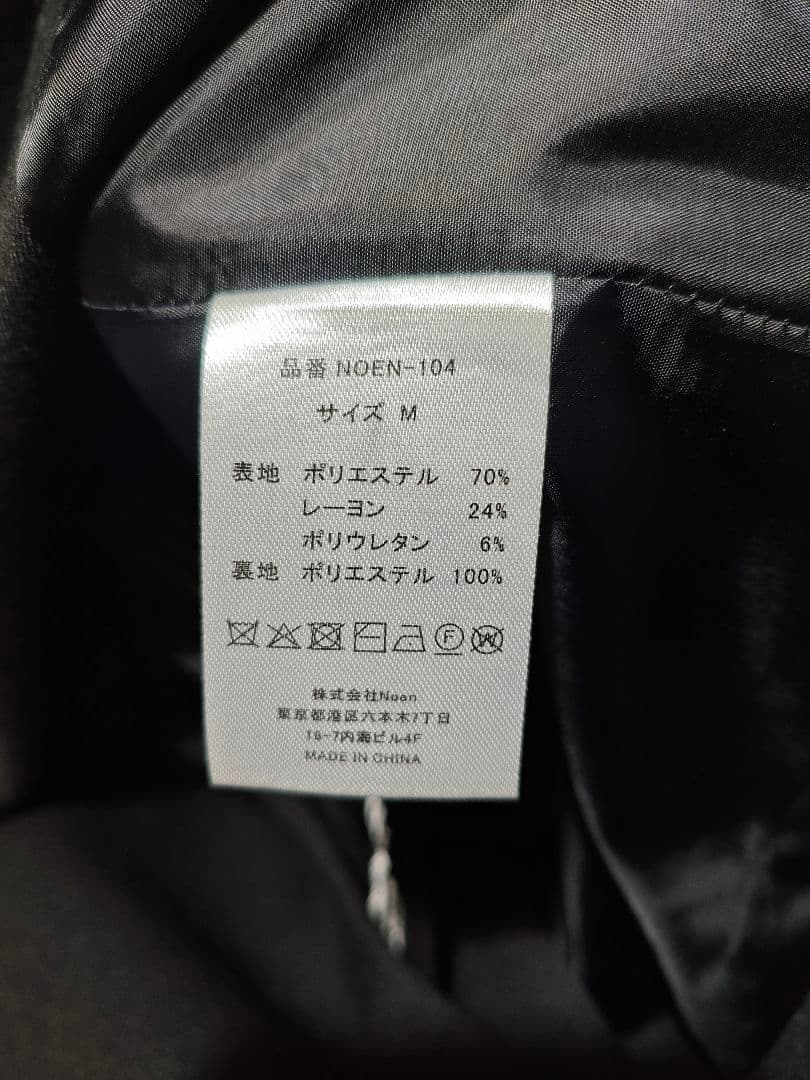 品番 NOEN-104
サイズ M
表地 ポリエステル 70%
レーヨン 24%
ポリウレタン 6%
裏地 ポリエステル 100%
F W
株式会社Noen
東京都港区六本木7丁目
18-7内海ビル4F
MADE IN CHINA